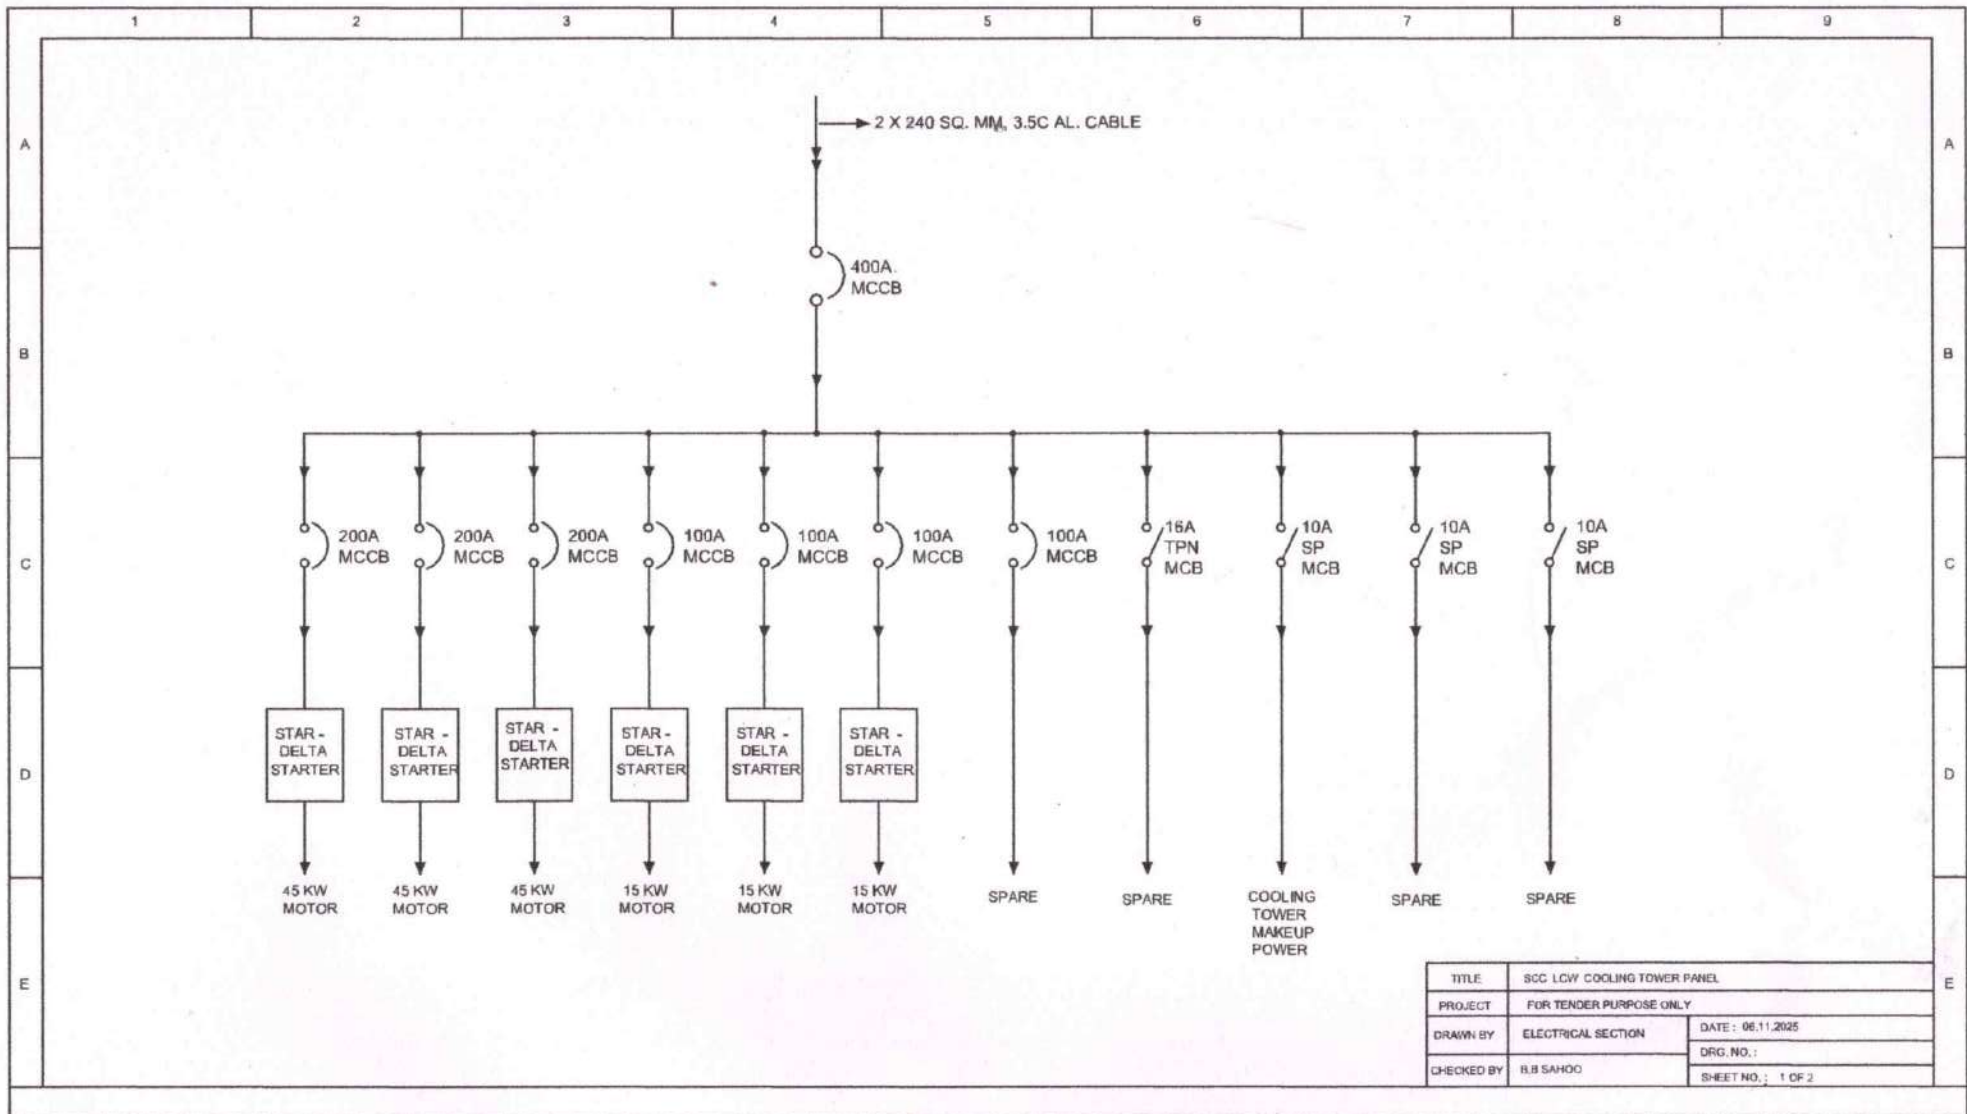 1 2 3 4 5 6 7 8 9
A A
2 X 240 SQ. MM, 3.5C AL. CABLE
400A.
MCCB
B B
200A
MCCB
200A
MCCB
200A
MCCB
100A
MCCB
100A
MCCB
100A
MCCB
100A
MCCB
16A
TPN
MCB
10A
SP
MCB
10A
SP
MCB
10A
SP
MCB
C C
STAR -
DELTA
STARTER
STAR -
DELTA
STARTER
STAR -
DELTA
STARTER
STAR -
DELTA
STARTER
STAR -
DELTA
STARTER
STAR -
DELTA
STARTER
D D
45 KW
MOTOR
45 KW
MOTOR
45 KW
MOTOR
15 KW
MOTOR
15 KW
MOTOR
15 KW
MOTOR
SPARE
SPARE
COOLING
TOWER
MAKEUP
POWER
SPARE
SPARE
E E
TITLE SCC LCW COOLING TOWER PANEL
PROJECT FOR TENDER PURPOSE ONLY
DRAWN BY ELECTRICAL SECTION
DATE : 06.11.2025
DRG. NO. :
CHECKED BY B.B SAHOO
SHEET NO. : 1 OF 2